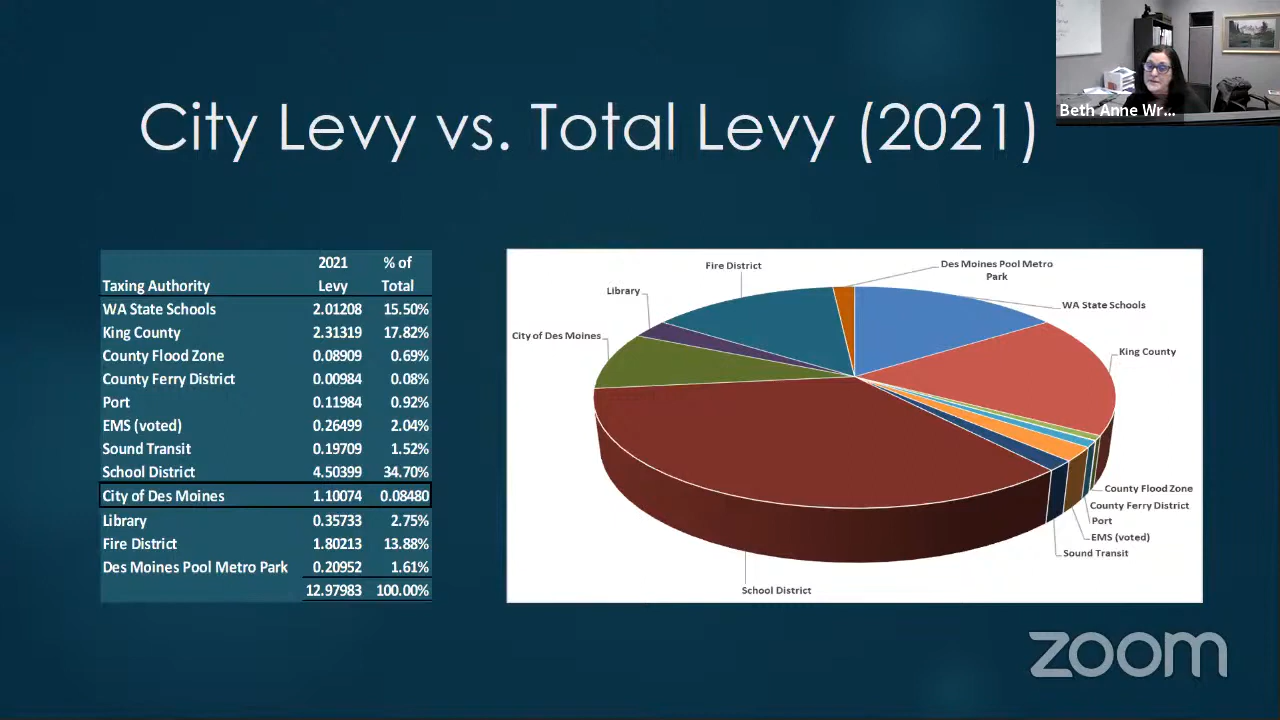 City Levy vs. Total Levy (2021)
Beth Anne Wr...
2021 % of
Taxing Authority Levy Total
WA State Schools 2.01208 15.50%
King County 2.31319 17.82%
County Flood Zone 0.08909 0.69%
County Ferry District 0.00984 0.08%
Port 0.11984 0.92%
EMS (voted) 0.26499 2.04%
Sound Transit 0.19709 1.52%
School District 4.50399 34.70%
City of Des Moines 1.10074 0.08480
Library 0.35733 2.75%
Fire District 1.80213 13.88%
Des Moines Pool Metro Park 0.20952 1.61%
12.97983 100.00%
Fire District
Des Moines Pool Metro
Park
Library
WA State Schools
City of Des Moines
King County
County Flood Zone
County Ferry District
Port
EMS (voted)
Sound Transit
School District
zoom